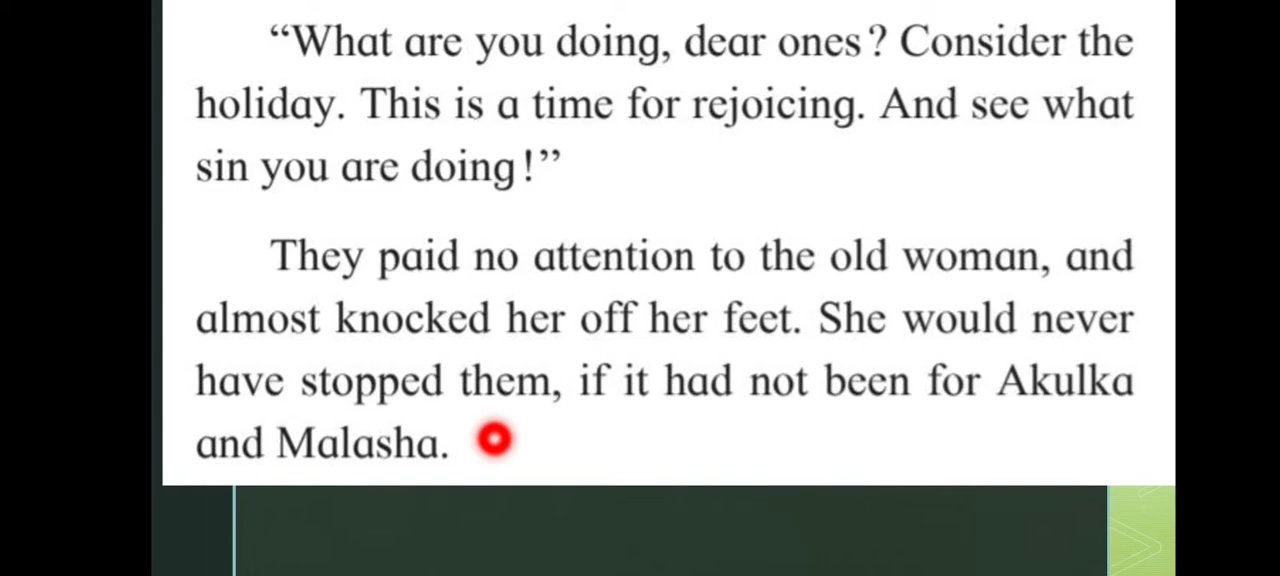 “What are you doing, dear ones? Consider the
holiday. This is a time for rejoicing. And see what
sin you are doing!”
They paid no attention to the old woman, and
almost knocked her off her feet. She would never
have stopped them, if it had not been for Akulka
and Malasha.